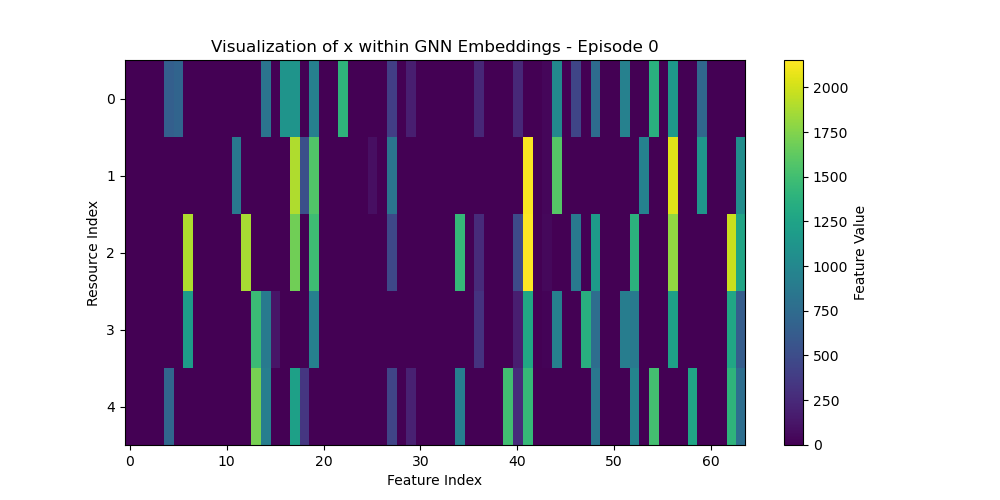 Visualization of x within GNN Embeddings - Episode 0
Resource Index
0
1
2
3
4
0 10 20 30 40 50 60
Feature Index
2000
1750
1500
1250
1000
750
500
250
0
Feature Value